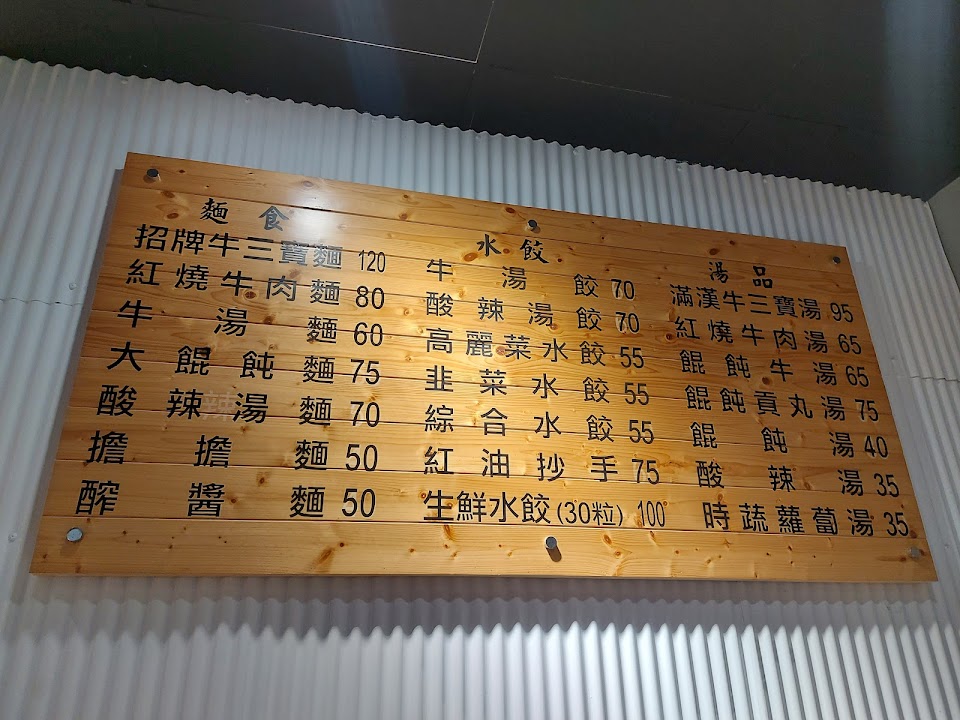 麵食
招牌牛三寶麵 120
紅燒牛肉麵 80
牛湯麵 60
大餛飩麵 75
酸辣湯麵 70
擔擔麵 50
醡醬麵 50
水餃
牛湯餃 70
酸辣湯餃 70
高麗菜水餃 55
韭菜水餃 55
綜合水餃 55
紅油抄手 75
生鮮水餃(30粒) 100
湯品
滿漢牛三寶湯 95
紅燒牛肉湯 65
餛飩牛湯 65
餛飩貢丸湯 75
餛飩湯 40
酸辣湯 35
時蔬蘿蔔湯 35